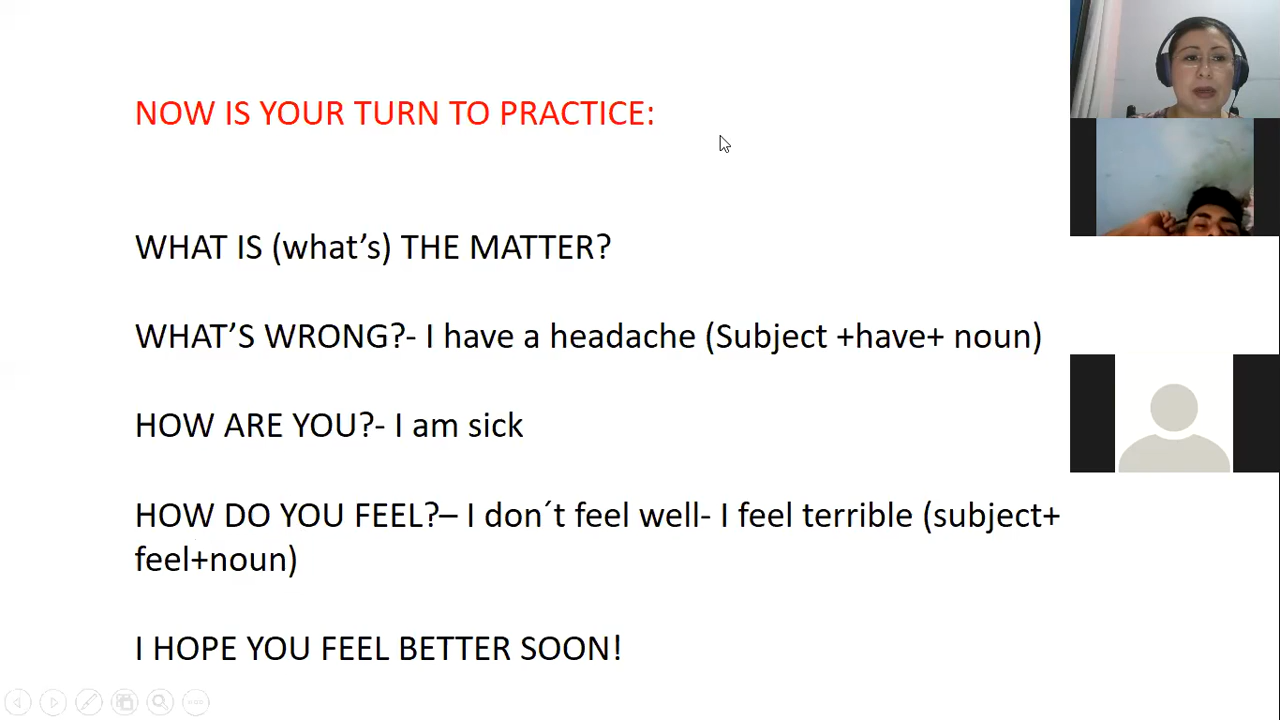 NOW IS YOUR TURN TO PRACTICE:
WHAT IS (what’s) THE MATTER?
WHAT’S WRONG?- I have a headache (Subject +have+ noun)
HOW ARE YOU?- I am sick
HOW DO YOU FEEL?– I don´t feel well- I feel terrible (subject+
feel+noun)
I HOPE YOU FEEL BETTER SOON!